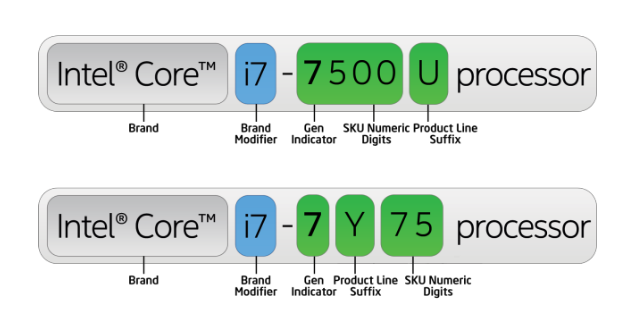 Intel® Core™ i7 - 7500 U processor
Brand Brand Modifier Gen Indicator SKU Numeric Digits Product Line Suffix
Intel® Core™ i7 - 7 Y 75 processor
Brand Brand Modifier Gen Indicator Product Line Suffix SKU Numeric Digits